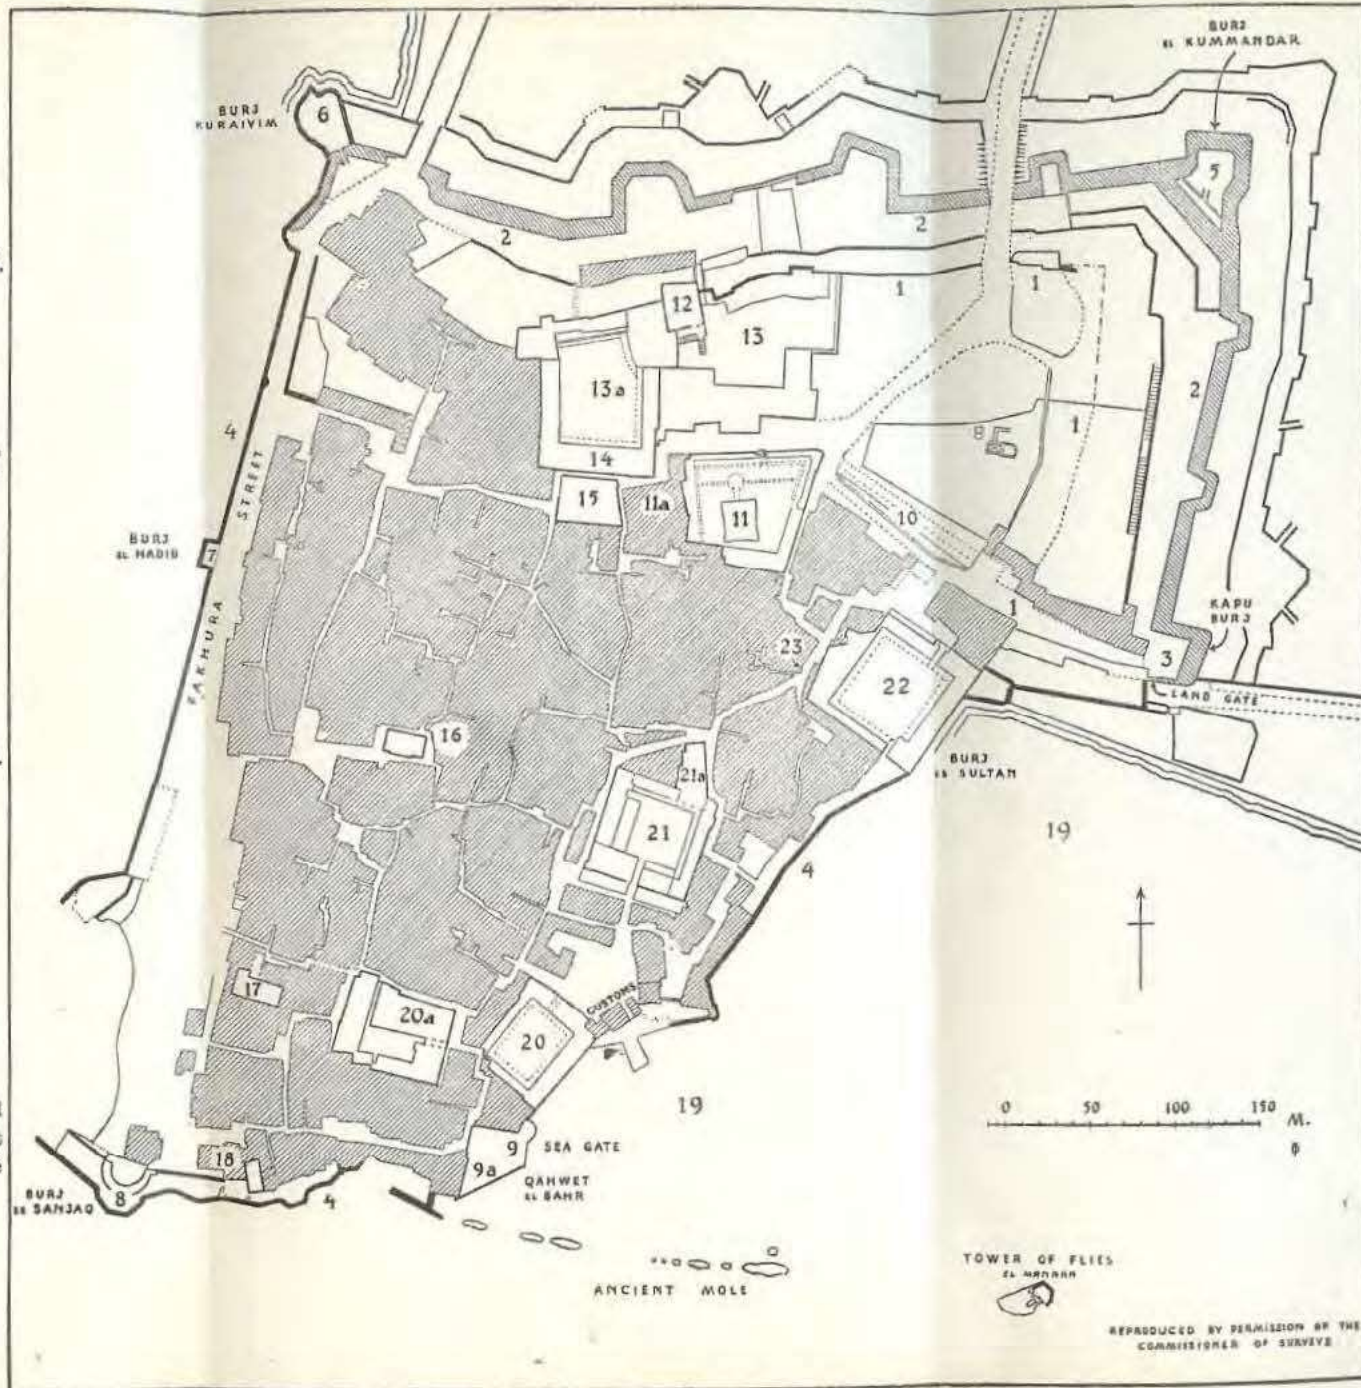 BURJ
EL KUMMANDAR
BURJ
KURAIVIM
6
5
2
2
1
1
12
13
2
13a
4
1
8
14
STREET
15
11a
11
10
BURJ
EL HADID
7
1
KAPU
BURJ
FAKHURA
23
3
22
LAND GATE
16
BURJ
ES SULTAN
21a
21
19
4
17
CUSTOMS
20a
20
19
0 50 100 150 M.
9
SEA GATE
18
9a
QAHWET
EL BAHR
BURJ
ES SANJAQ
8
4
TOWER OF FLIES
EL MANARA
ANCIENT MOLE
REPRODUCED BY PERMISSION OF THE
COMMISSIONER OF SURVEYS